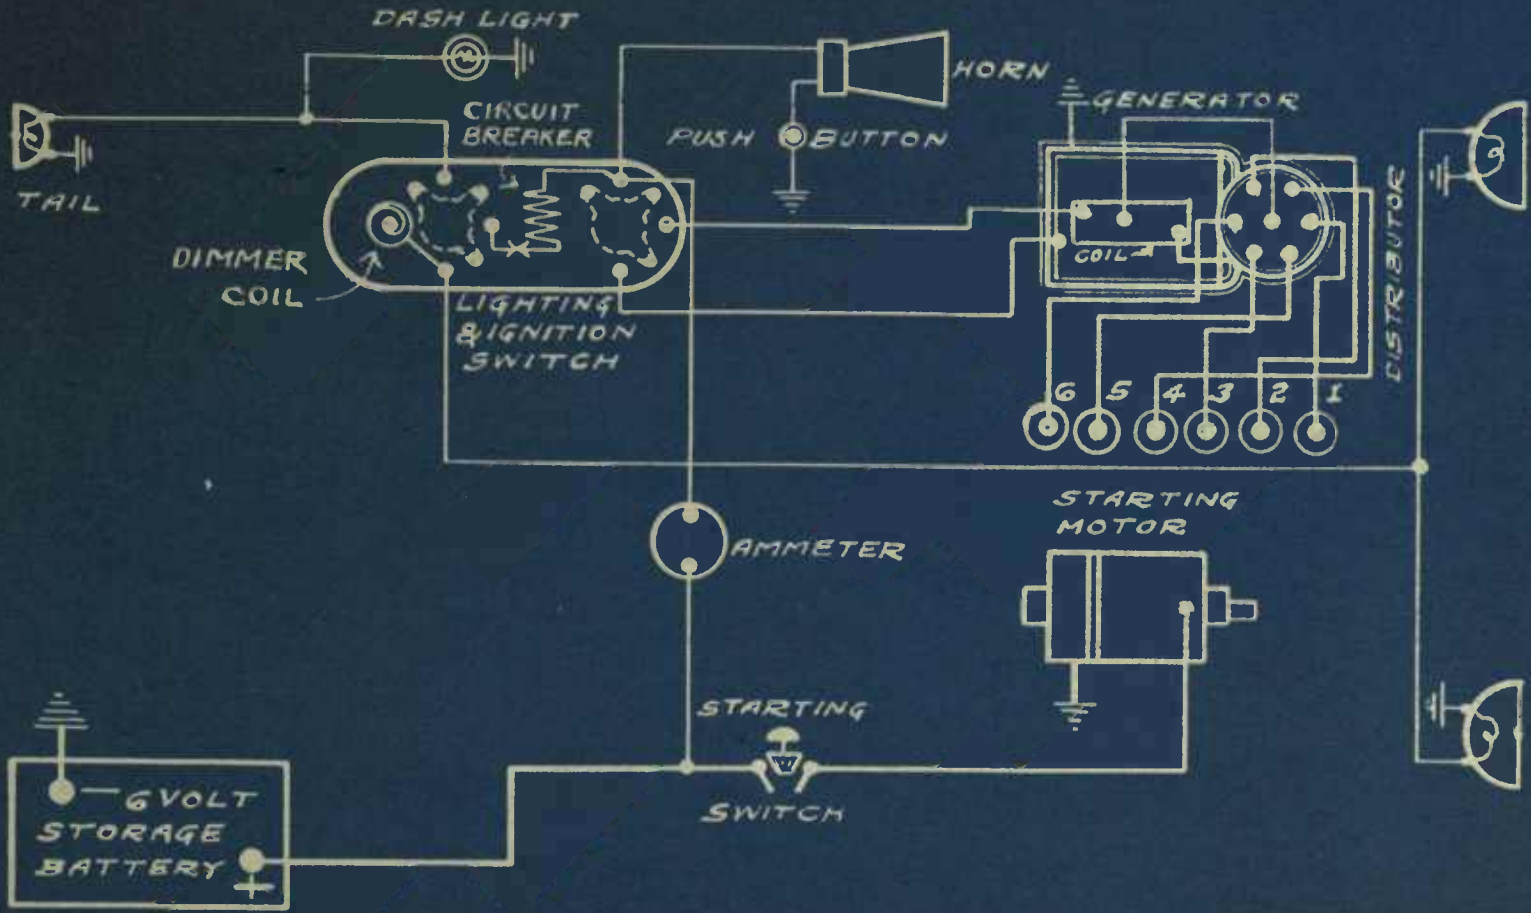 DASH LIGHT
HORN
CIRCUIT
BREAKER
PUSH BUTTON
GENERATOR
TAIL
DISTRIBUTOR
DIMMER
COIL
COIL
LIGHTING
& IGNITION
SWITCH
6 5 4 3 2 1
STARTING
MOTOR
AMMETER
STARTING
SWITCH
6 VOLT
STORAGE
BATTERY
+